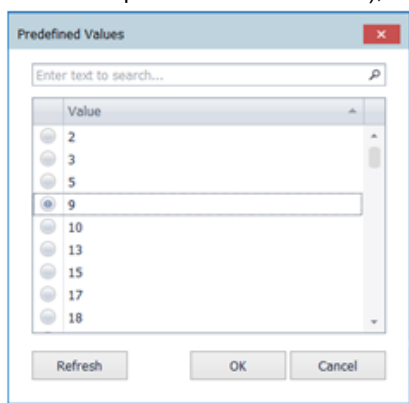 Predefined Values
Enter text to search...
Value
2
3
5
9
10
13
15
17
18
Refresh OK Cancel